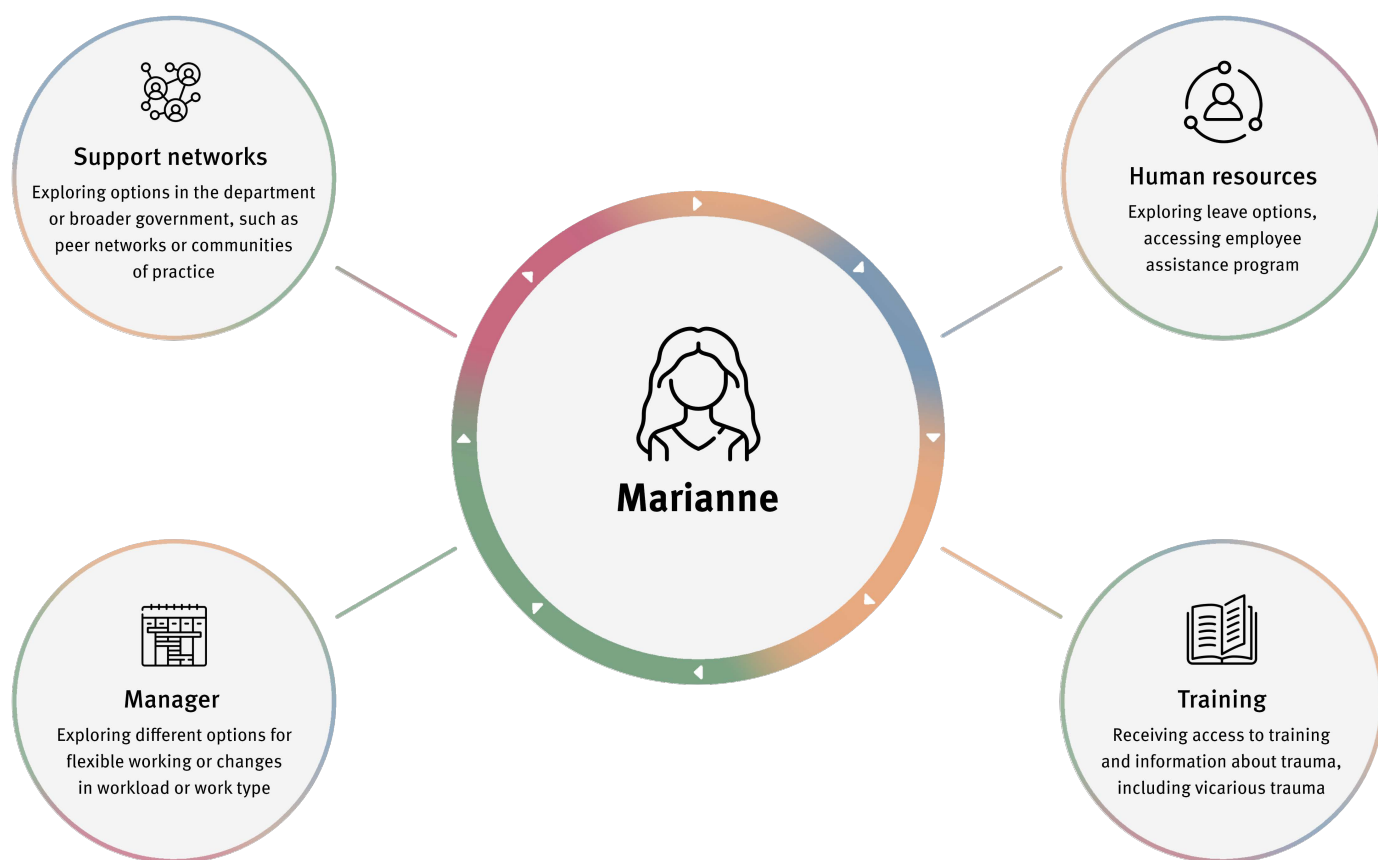 Support networks
Exploring options in the department
or broader government, such as
peer networks or communities
of practice
Human resources
Exploring leave options,
accessing employee
assistance program
Marianne
Manager
Exploring different options for
flexible working or changes
in workload or work type
Training
Receiving access to training
and information about trauma,
including vicarious trauma